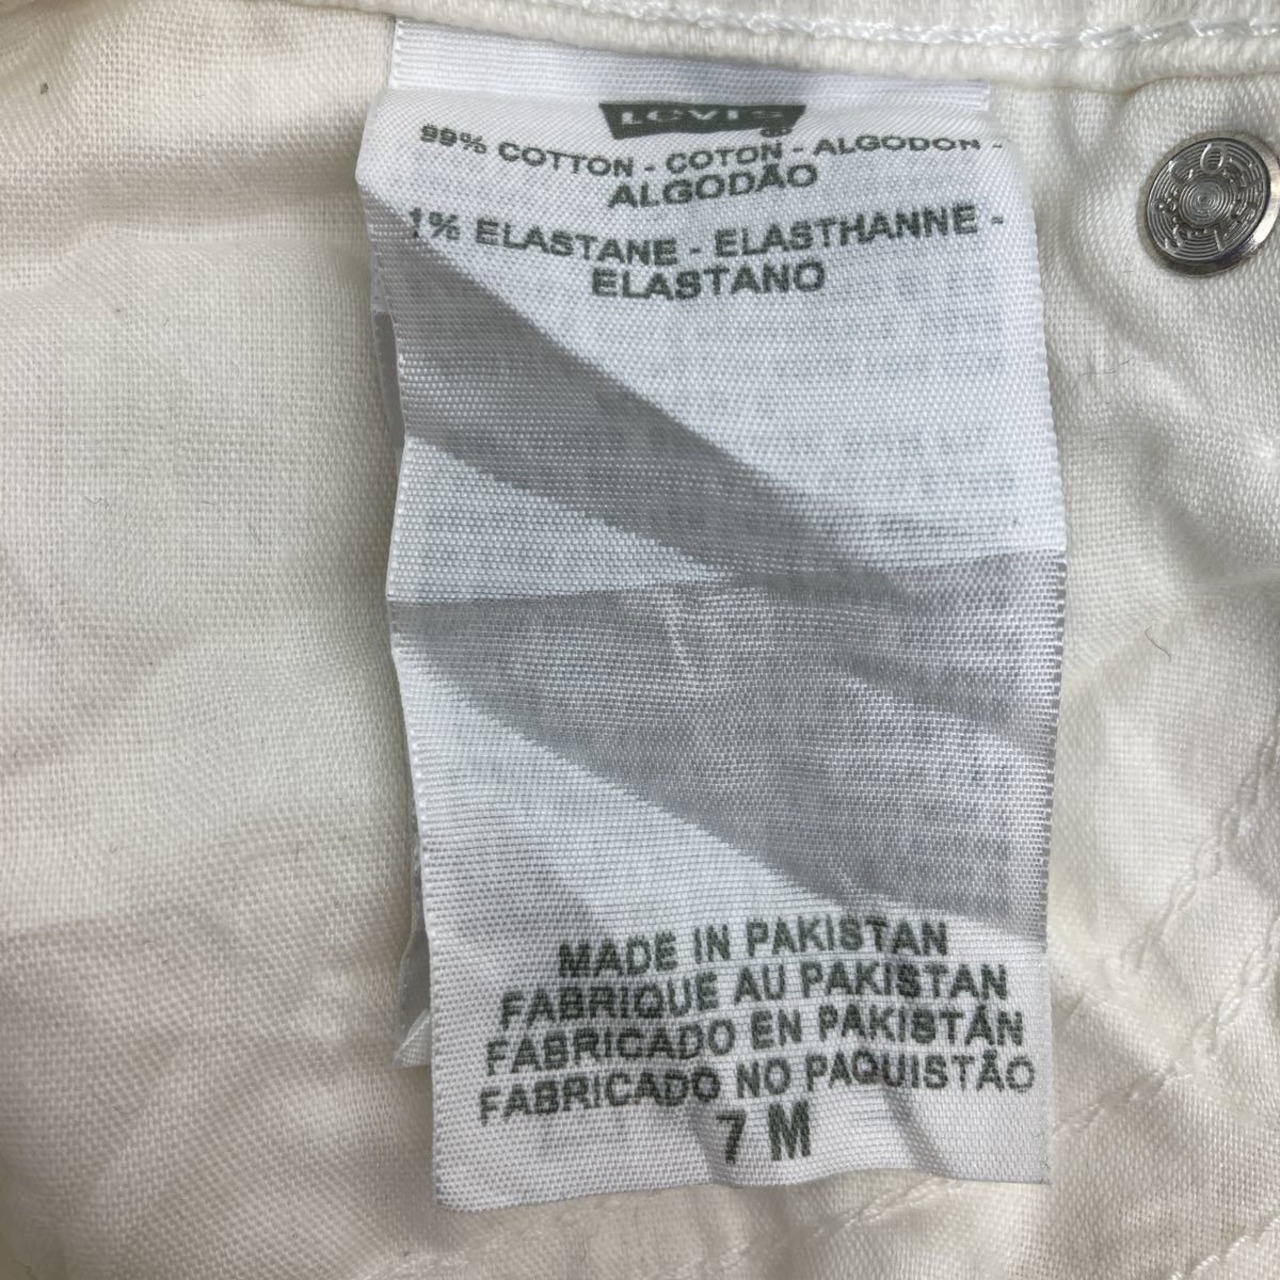 Levi's
®
99% COTTON - COTON - ALGODON -
ALGODÃO
1% ELASTANE - ELASTHANNE -
ELASTANO
MADE IN PAKISTAN
FABRIQUE AU PAKISTAN
FABRICADO EN PAKISTÁN
FABRICADO NO PAQUISTÃO
7 M